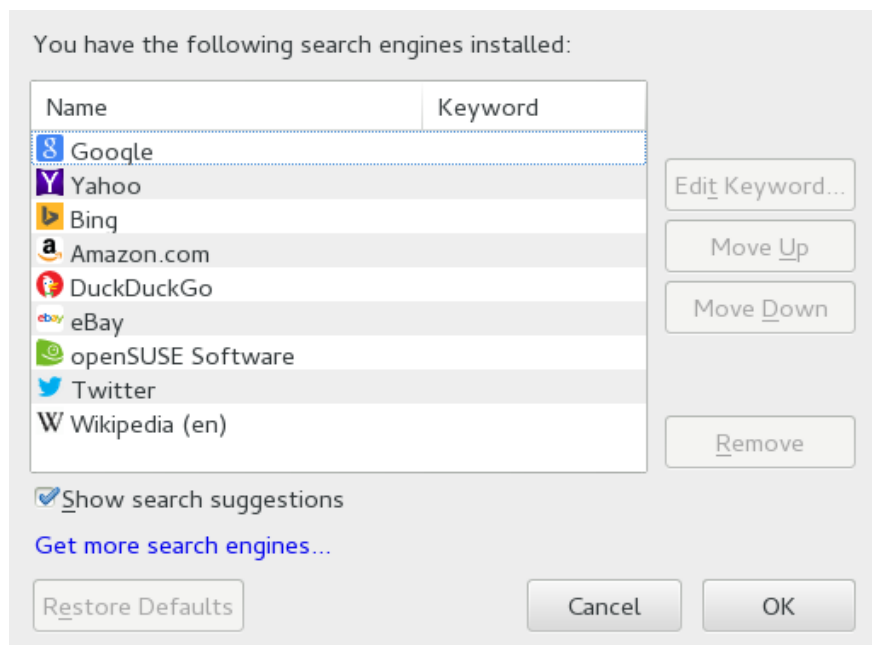 You have the following search engines installed:
Name Keyword
Google
Yahoo
Bing
Amazon.com
DuckDuckGo
eBay
openSUSE Software
Twitter
Wikipedia (en)
Edit Keyword...
Move Up
Move Down
Remove
Show search suggestions
Get more search engines...
Restore Defaults Cancel OK